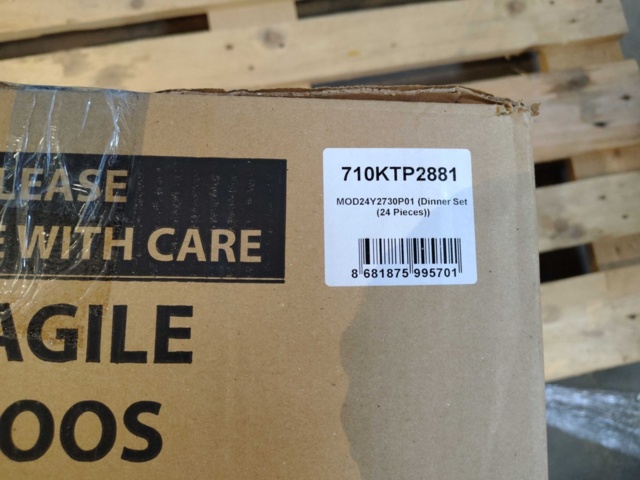 LEASE
E WITH CARE
AGILE
OOS
710KTP2881
MOD24Y2730P01 (Dinner Set
(24 Pieces))
8 681875 995701